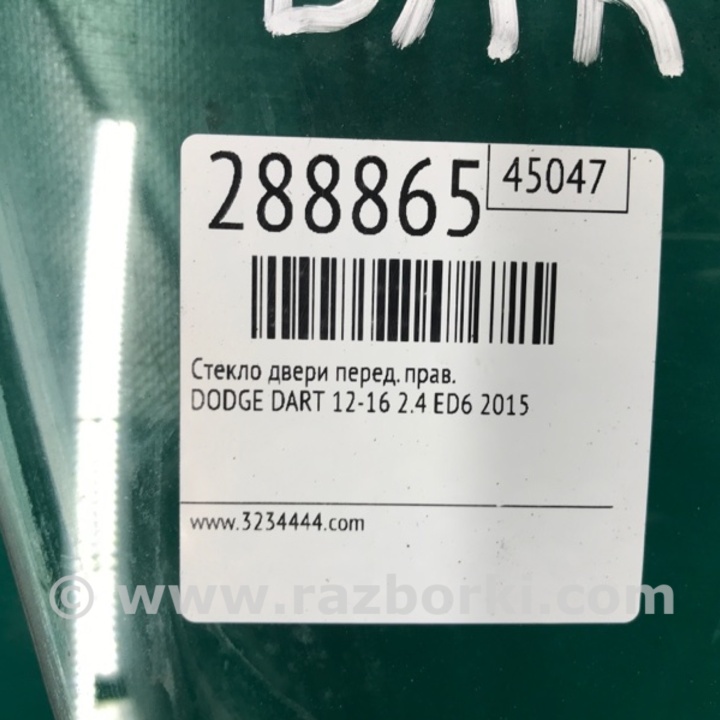 DAR
288865
45047
Стекло двери перед. прав.
DODGE DART 12-16 2.4 ED6 2015
www.3234444.com
© www.razborki.com